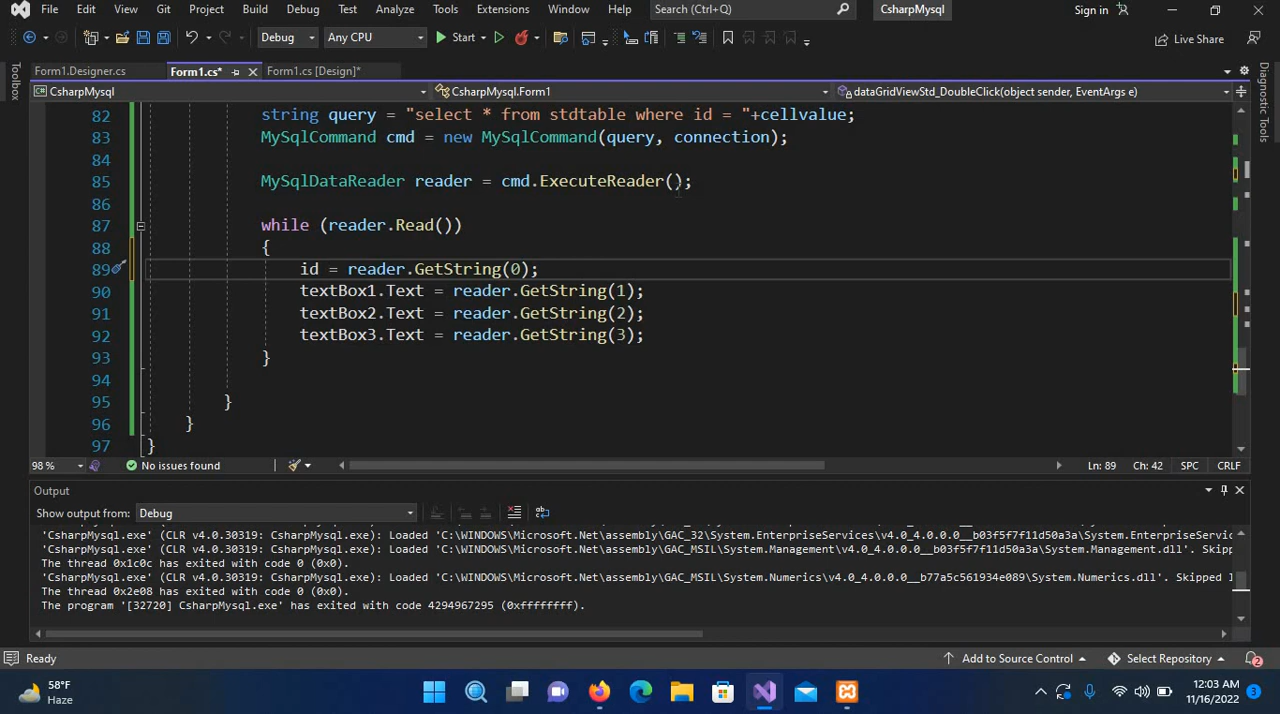 File Edit View Git Project Build Debug Test Analyze Tools Extensions Window Help Search (Ctrl+Q) CsharpMysql Sign in
Debug Any CPU Start Live Share
Form1.Designer.cs Form1.cs* Form1.cs [Design]*
CsharpMysql CsharpMysql.Form1 dataGridViewStd_DoubleClick(object sender, EventArgs e)
Toolbox
Diagnostic Tools
82 string query = "select * from stdtable where id = "+cellvalue;
83 MySqlCommand cmd = new MySqlCommand(query, connection);
84
85 MySqlDataReader reader = cmd.ExecuteReader();
86
87 while (reader.Read())
88 {
89 id = reader.GetString(0);
90 textBox1.Text = reader.GetString(1);
91 textBox2.Text = reader.GetString(2);
92 textBox3.Text = reader.GetString(3);
93 }
94
95 }
96 }
97 }
98 % No issues found Ln: 89 Ch: 42 SPC CRLF
Output
Show output from: Debug
'CsharpMysql.exe' (CLR v4.0.30319: CsharpMysql.exe): Loaded 'C:\WINDOWS\Microsoft.Net\assembly\GAC_32\System.EnterpriseServices\v4.0_4.0.0.0__b03f5f7f11d50a3a\System.Enterprise
'CsharpMysql.exe' (CLR v4.0.30319: CsharpMysql.exe): Loaded 'C:\WINDOWS\Microsoft.Net\assembly\GAC_MSIL\System.Management\v4.0_4.0.0.0__b03f5f7f11d50a3a\System.Management.dll'. Skipp
The thread 0x1c0c has exited with code 0 (0x0).
'CsharpMysql.exe' (CLR v4.0.30319: CsharpMysql.exe): Loaded 'C:\WINDOWS\Microsoft.Net\assembly\GAC_MSIL\System.Numerics\v4.0_4.0.0.0__b77a5c561934e089\System.Numerics.dll'. Skipped l
The thread 0x2e08 has exited with code 0 (0x0).
The program '[32720] CsharpMysql.exe' has exited with code 4294967295 (0xffffffff).
Ready Add to Source Control Select Repository 2
58°F
Haze
12:03 AM
11/16/2022 3